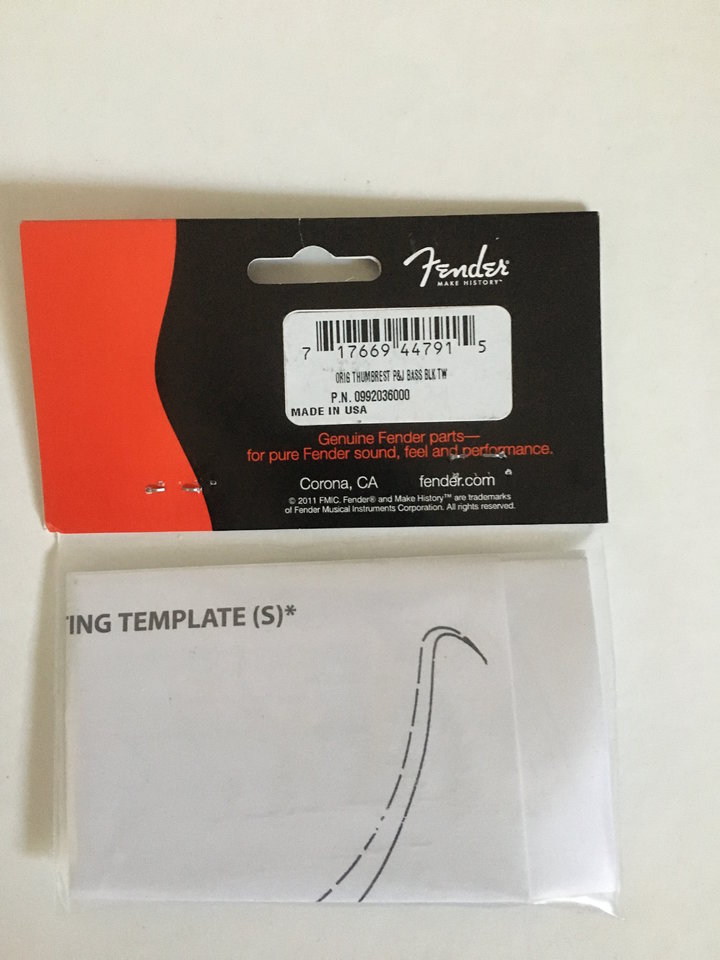 Fender®
MAKE HISTORY™
7 17669 44791 5
ORIG THUMBREST P&J BASS BLK TW
P.N. 0992036000
MADE IN USA
Genuine Fender parts—
for pure Fender sound, feel and performance.
Corona, CA fender.com
© 2011 FMIC. Fender® and Make History™ are trademarks
of Fender Musical Instruments Corporation. All rights reserved.
TING TEMPLATE (S)*